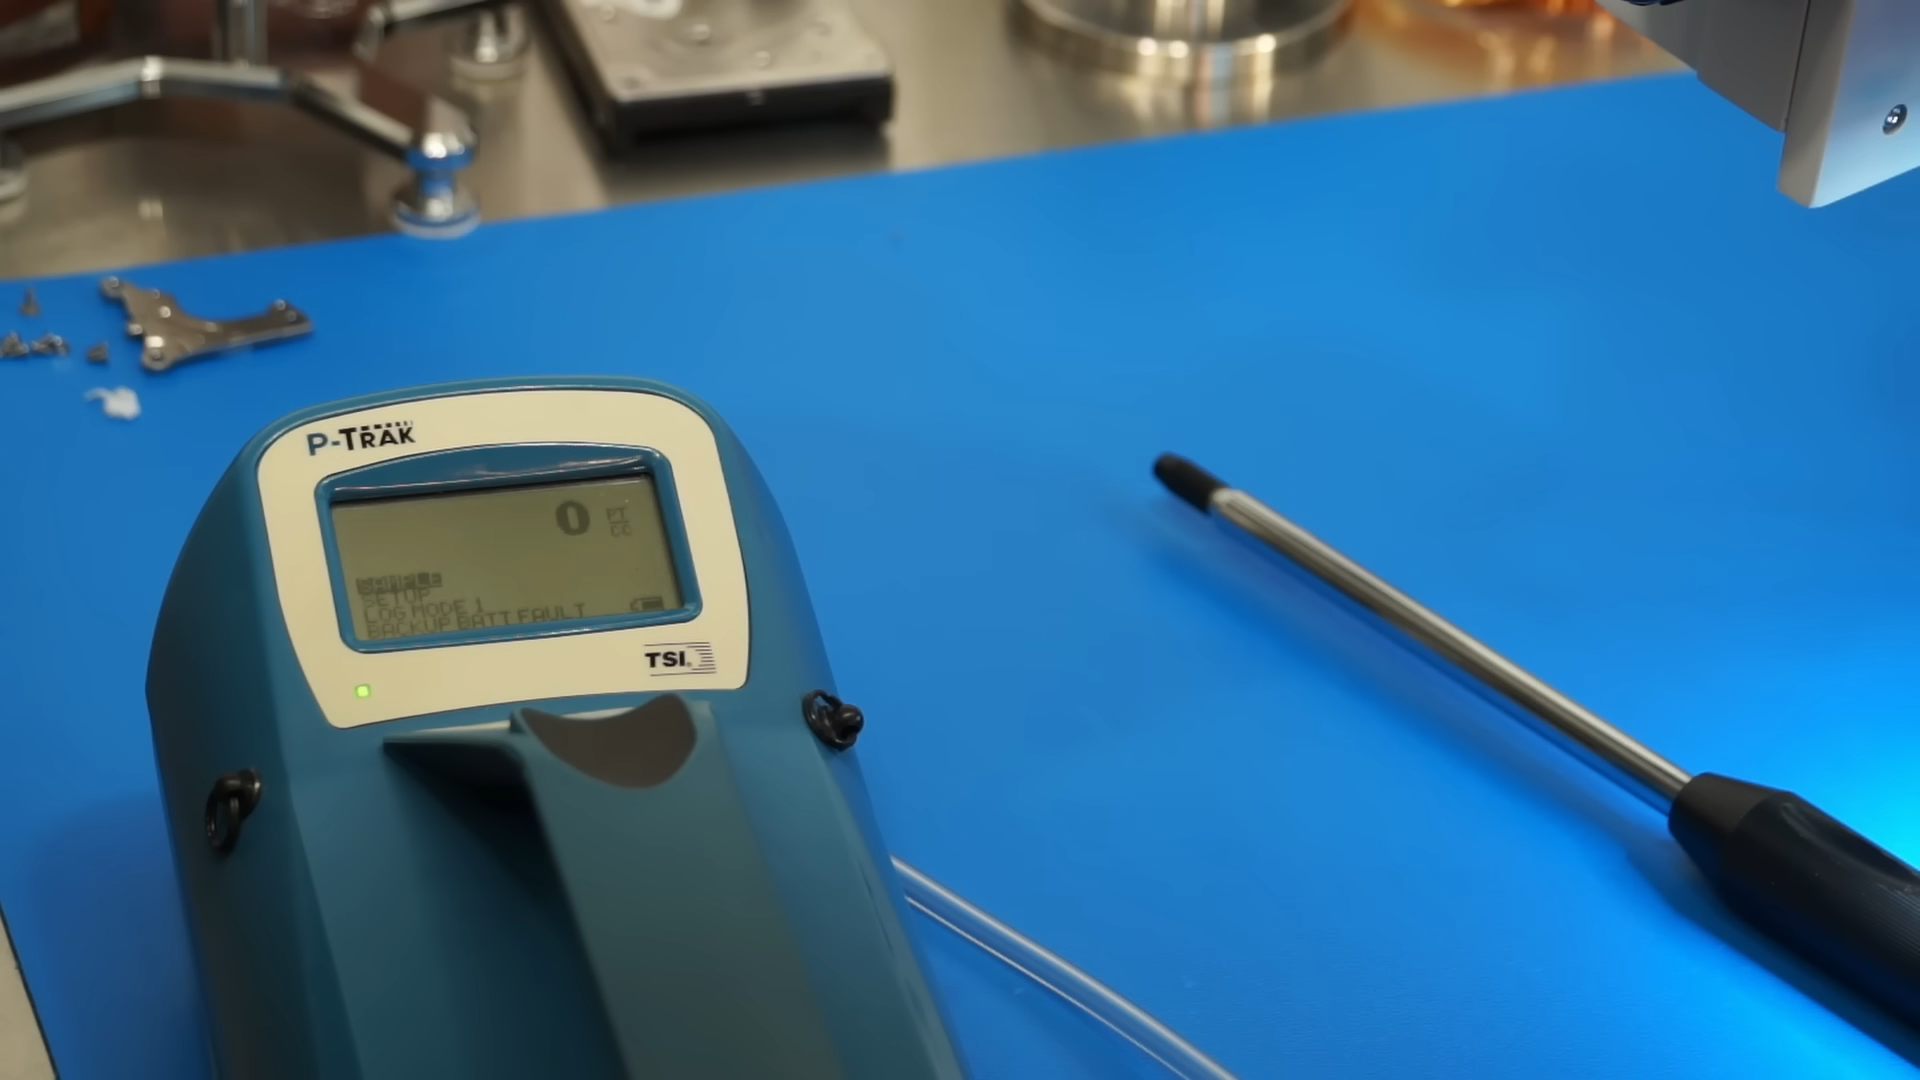 P-TRAK
0 PT/CC
SETUP
LOG MODE 1
BACKUP BATT FAULT
TSI